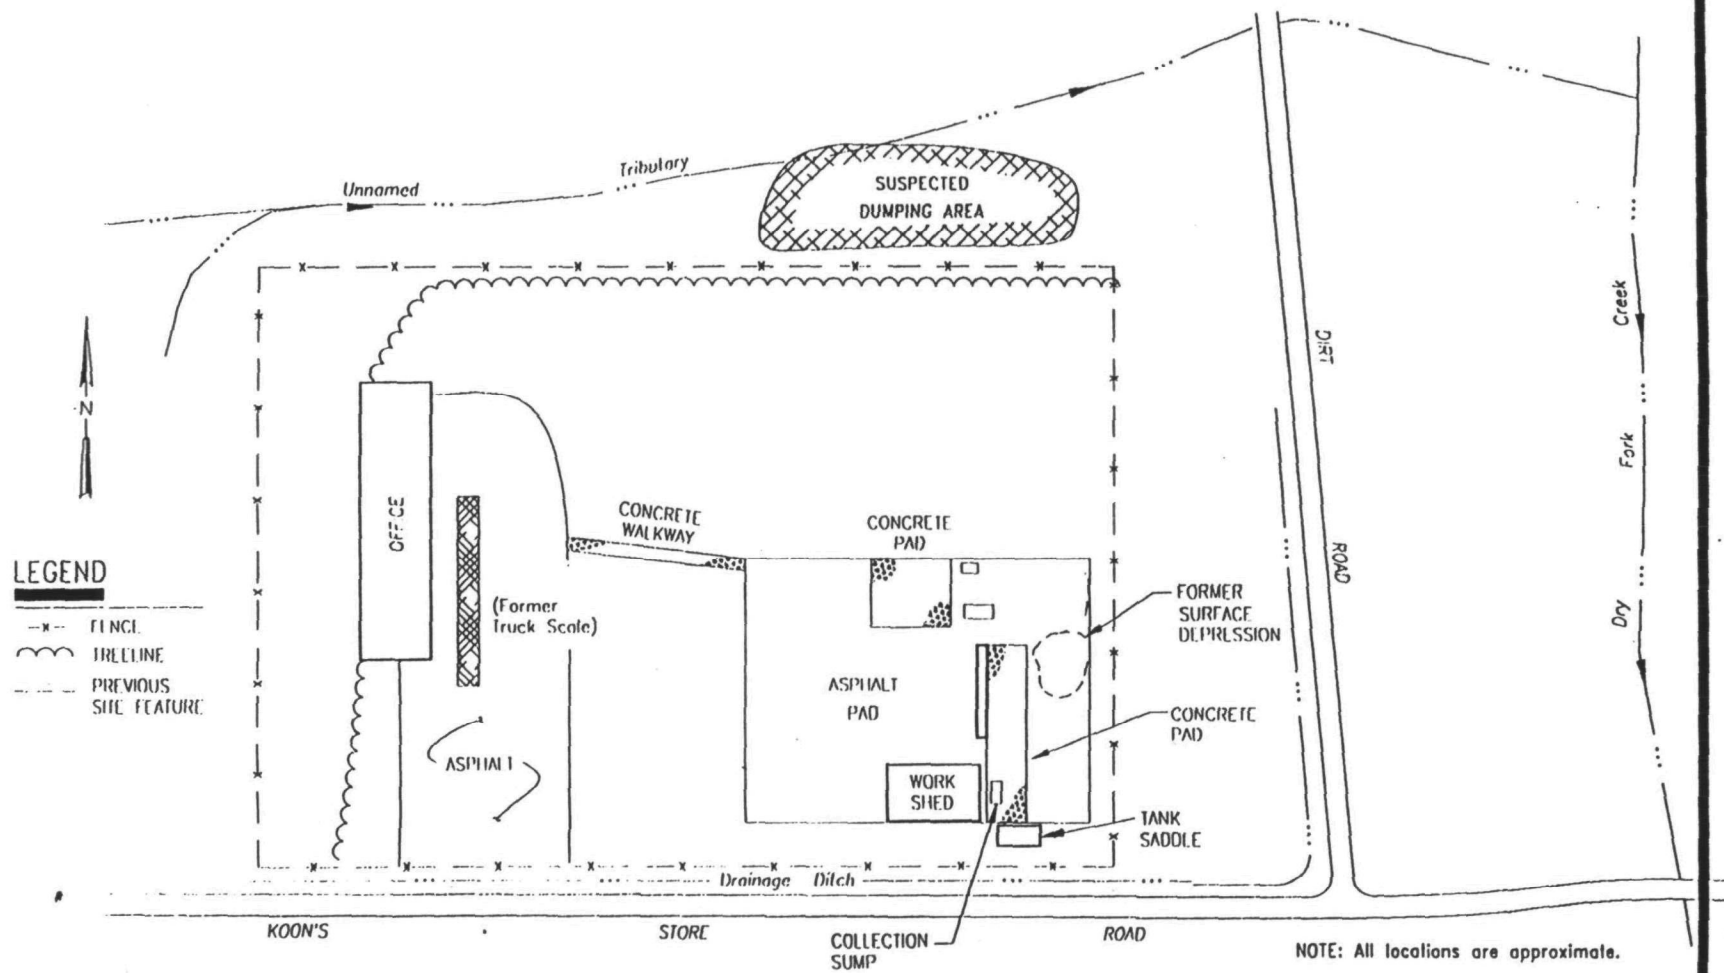 Unnamed
Tributary
SUSPECTED
DUMPING AREA
N
OFFICE
CONCRETE
WALKWAY
CONCRETE
PAD
(Former
Truck Scale)
ASPHALT
PAD
ASPHALT
WORK
SHED
FORMER
SURFACE
DEPRESSION
CONCRETE
PAD
TANK
SADDLE
COLLECTION
SUMP
Drainage Ditch
KOON'S STORE ROAD
DIRT
ROAD
Creek
Fork
Dry
LEGEND
FENCE
TREELINE
PREVIOUS
SITE FEATURE
NOTE: All locations are approximate.